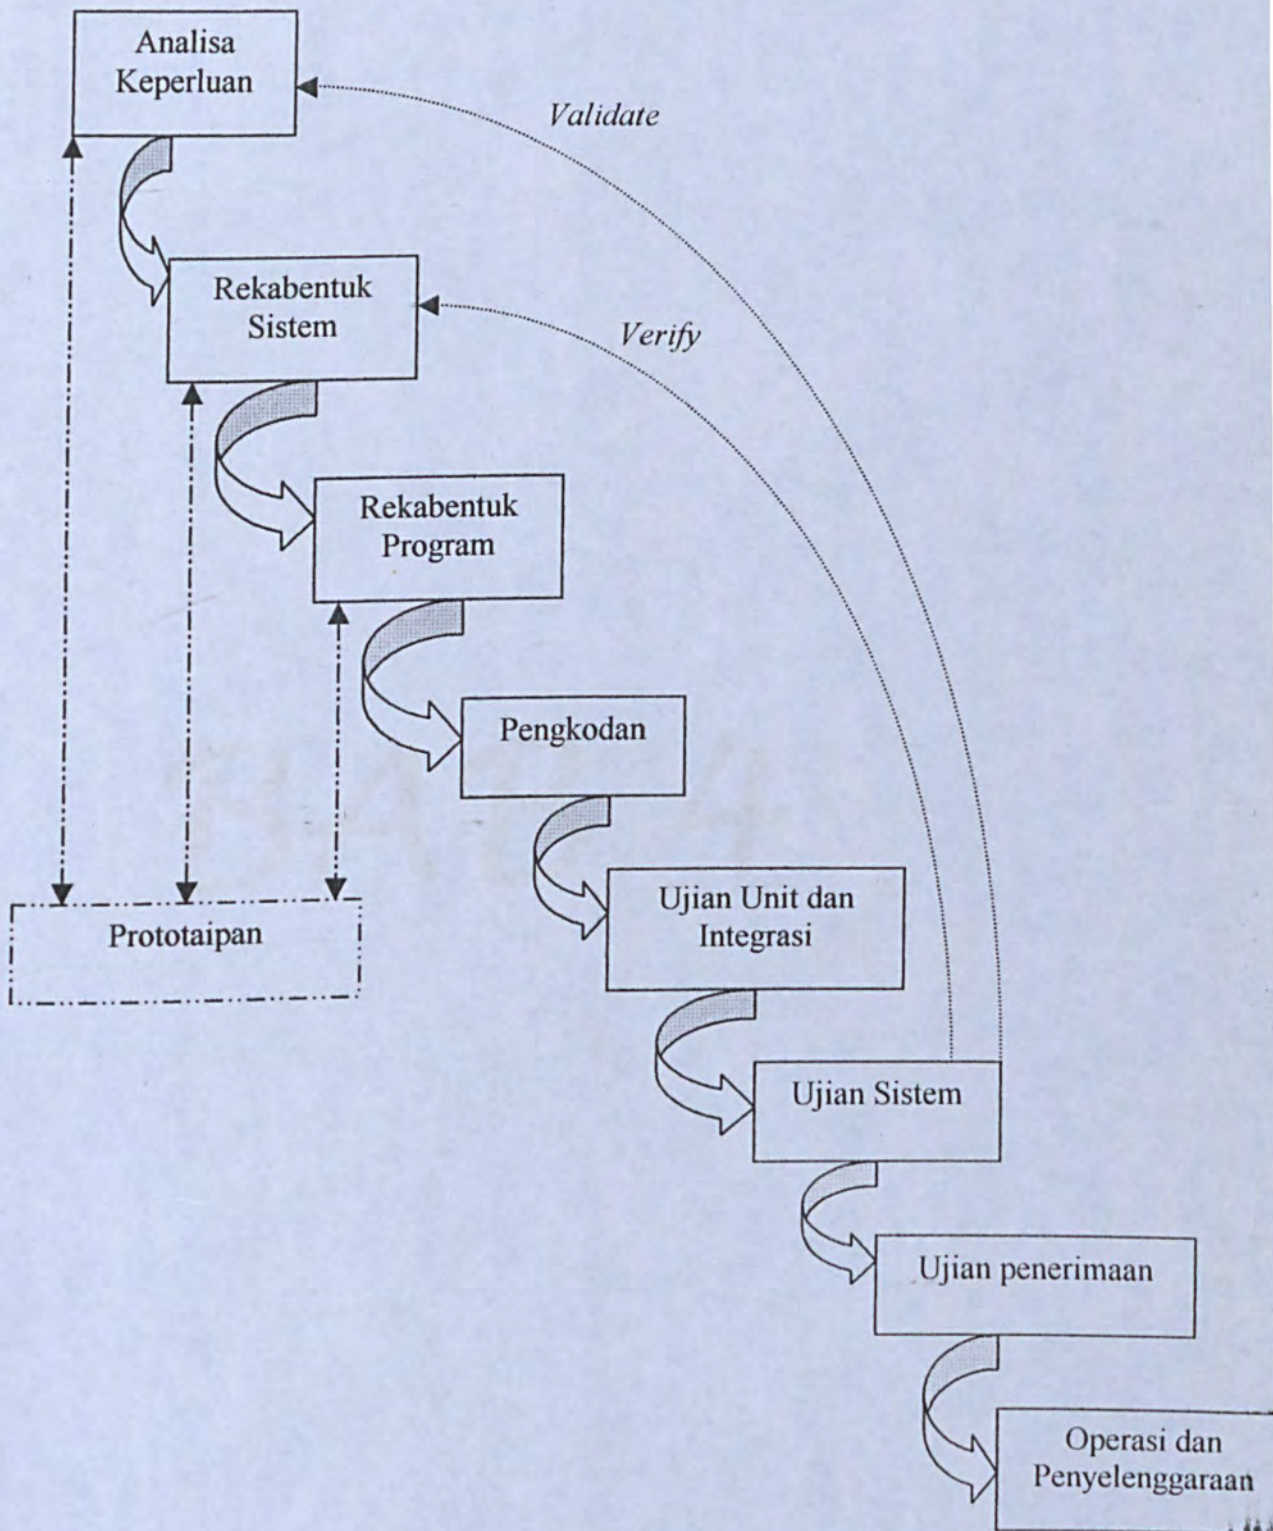 Analisa
Keperluan
Validate
Rekabentuk
Sistem
Verify
Rekabentuk
Program
Pengkodan
Ujian Unit dan
Integrasi
Prototaipan
Ujian Sistem
Ujian penerimaan
Operasi dan
Penyelenggaraan